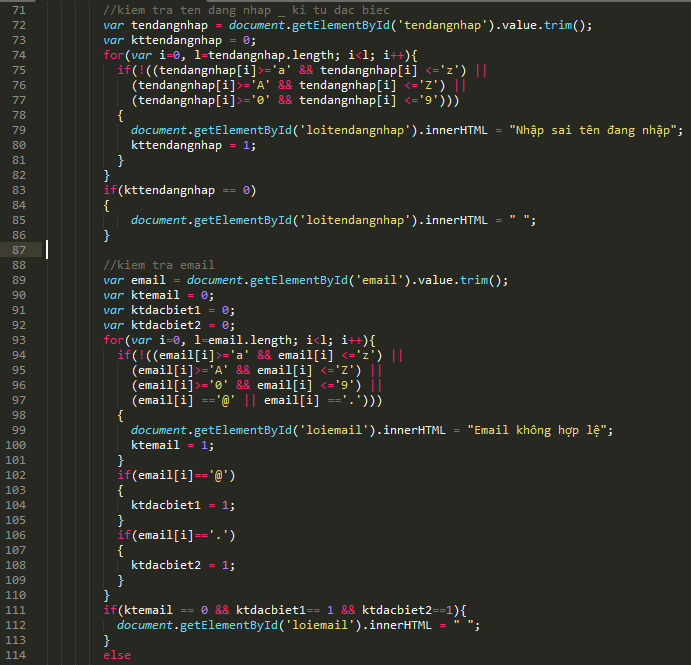 71 //kiem tra ten dang nhap _ ki tu dac biec
72 var tendangnhap = document.getElementById('tendangnhap').value.trim();
73 var kttendangnhap = 0;
74 for(var i=0, l=tendangnhap.length; i<l; i++){
75 if(!((tendangnhap[i]>='a' && tendangnhap[i] <='z') ||
76 (tendangnhap[i]>='A' && tendangnhap[i] <='Z') ||
77 (tendangnhap[i]>='0' && tendangnhap[i] <='9')))
78 {
79 document.getElementById('loitendangnhap').innerHTML = "Nhập sai tên đang nhập";
80 kttendangnhap = 1;
81 }
82 }
83 if(kttendangnhap == 0)
84 {
85 document.getElementById('loitendangnhap').innerHTML = " ";
86 }
87
88 //kiem tra email
89 var email = document.getElementById('email').value.trim();
90 var ktemail = 0;
91 var ktdacbiet1 = 0;
92 var ktdacbiet2 = 0;
93 for(var i=0, l=email.length; i<l; i++){
94 if(!((email[i]>='a' && email[i] <='z') ||
95 (email[i]>='A' && email[i] <='Z') ||
96 (email[i]>='0' && email[i] <='9') ||
97 (email[i] =='@' || email[i] =='.')))
98 {
99 document.getElementById('loiemail').innerHTML = "Email không hợp lệ";
100 ktemail = 1;
101 }
102 if(email[i]=='@')
103 {
104 ktdacbiet1 = 1;
105 }
106 if(email[i]=='.')
107 {
108 ktdacbiet2 = 1;
109 }
110 }
111 if(ktemail == 0 && ktdacbiet1== 1 && ktdacbiet2==1){
112 document.getElementById('loiemail').innerHTML = " ";
113 }
114 else